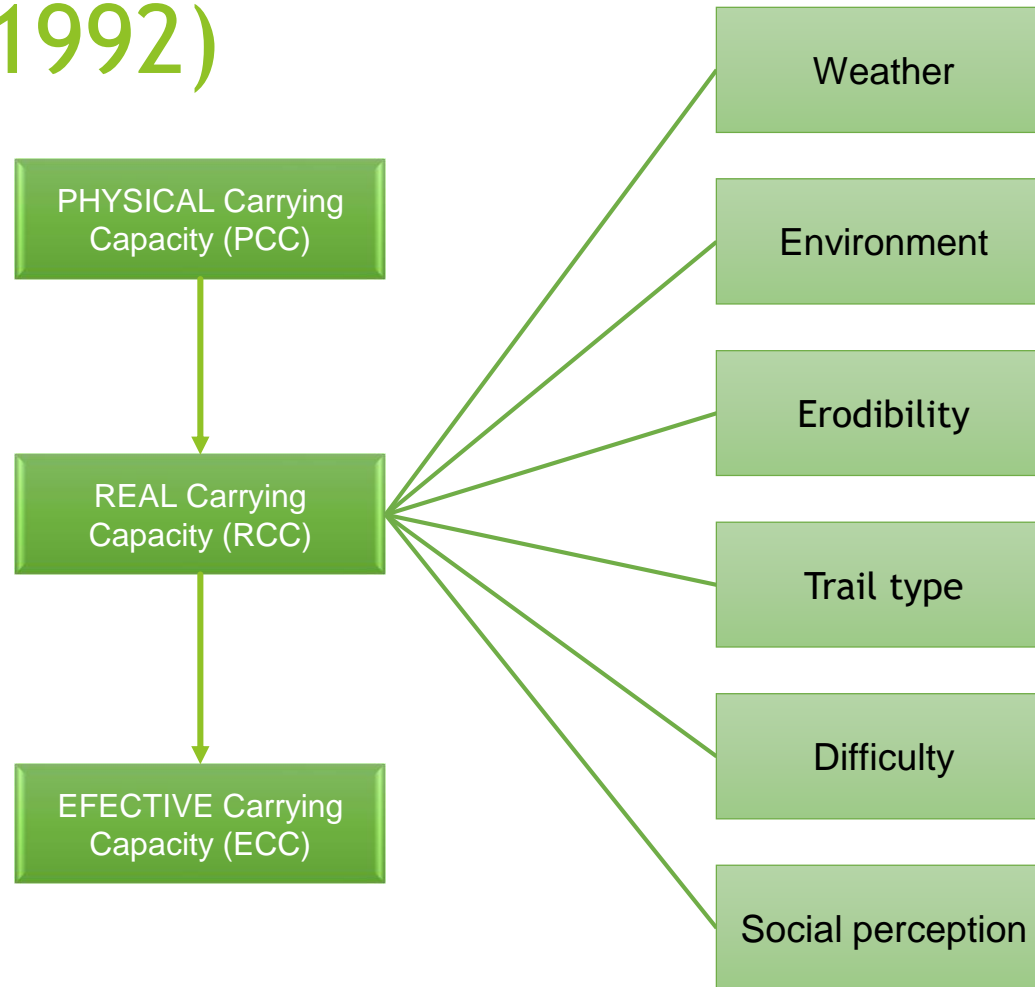 1992)
PHYSICAL Carrying
Capacity (PCC)
REAL Carrying
Capacity (RCC)
EFECTIVE Carrying
Capacity (ECC)
Weather
Environment
Erodibility
Trail type
Difficulty
Social perception